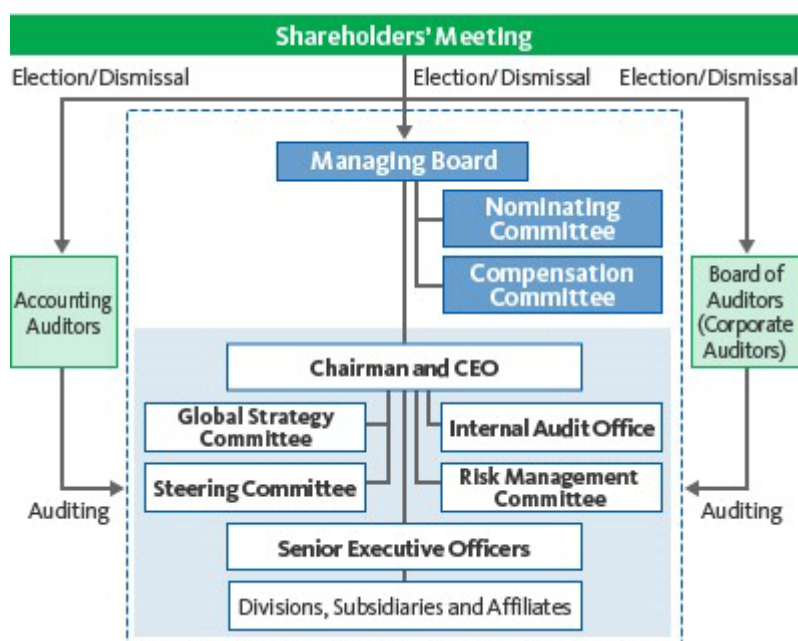 Shareholders' Meeting
Election/Dismissal
Election/Dismissal
Election/Dismissal
Managing Board
Nominating
Committee
Compensation
Committee
Accounting
Auditors
Board of
Auditors
(Corporate
Auditors)
Chairman and CEO
Global Strategy
Committee
Internal Audit Office
Steering Committee
Risk Management
Committee
Auditing
Auditing
Senior Executive Officers
Divisions, Subsidiaries and Affiliates